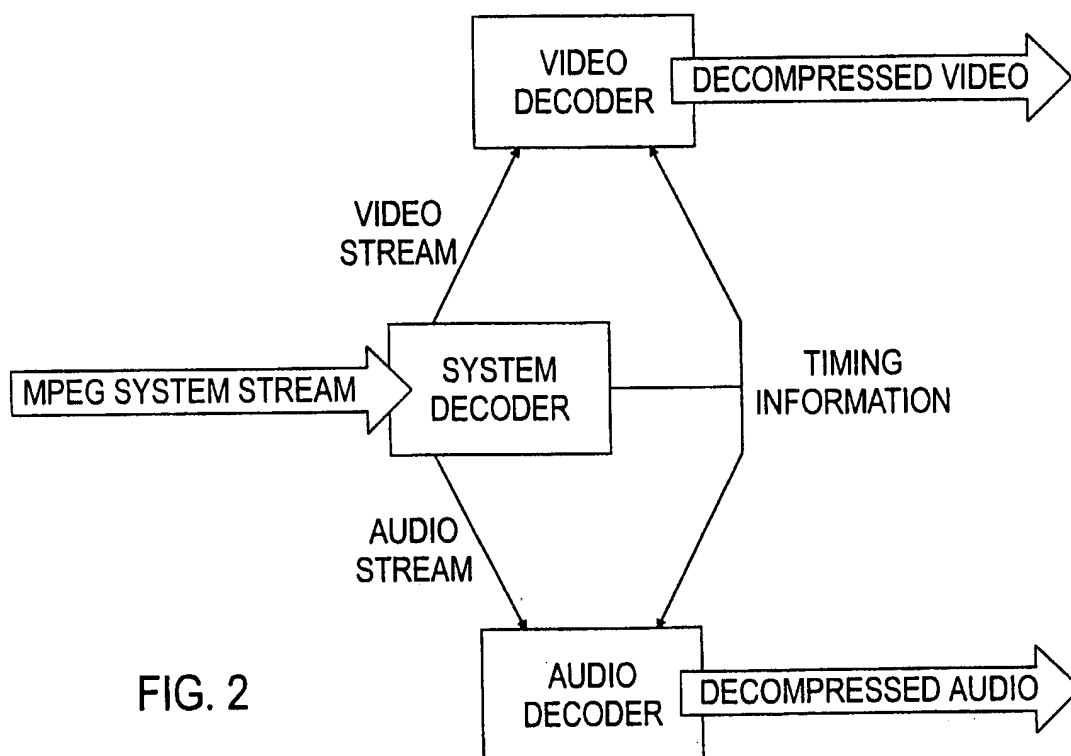 VIDEO
DECODER
DECOMPRESSED VIDEO
VIDEO
STREAM
MPEG SYSTEM STREAM
SYSTEM
DECODER
TIMING
INFORMATION
AUDIO
STREAM
FIG. 2
AUDIO
DECODER
DECOMPRESSED AUDIO